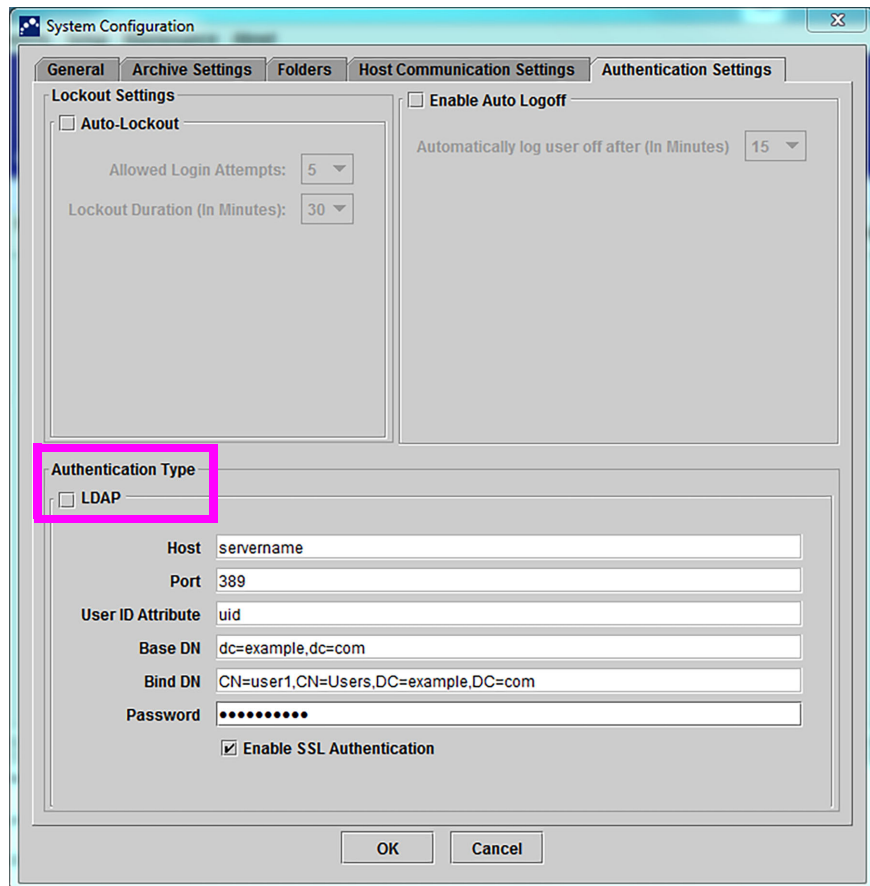 System Configuration
General Archive Settings Folders Host Communication Settings Authentication Settings
Lockout Settings
Auto-Lockout
Allowed Login Attempts: 5
Lockout Duration (In Minutes): 30
Enable Auto Logoff
Automatically log user off after (In Minutes) 15
Authentication Type
LDAP
Host servername
Port 389
User ID Attribute uid
Base DN dc=example,dc=com
Bind DN CN=user1,CN=Users,DC=example,DC=com
Password ●●●●●●●●●●
Enable SSL Authentication
OK Cancel